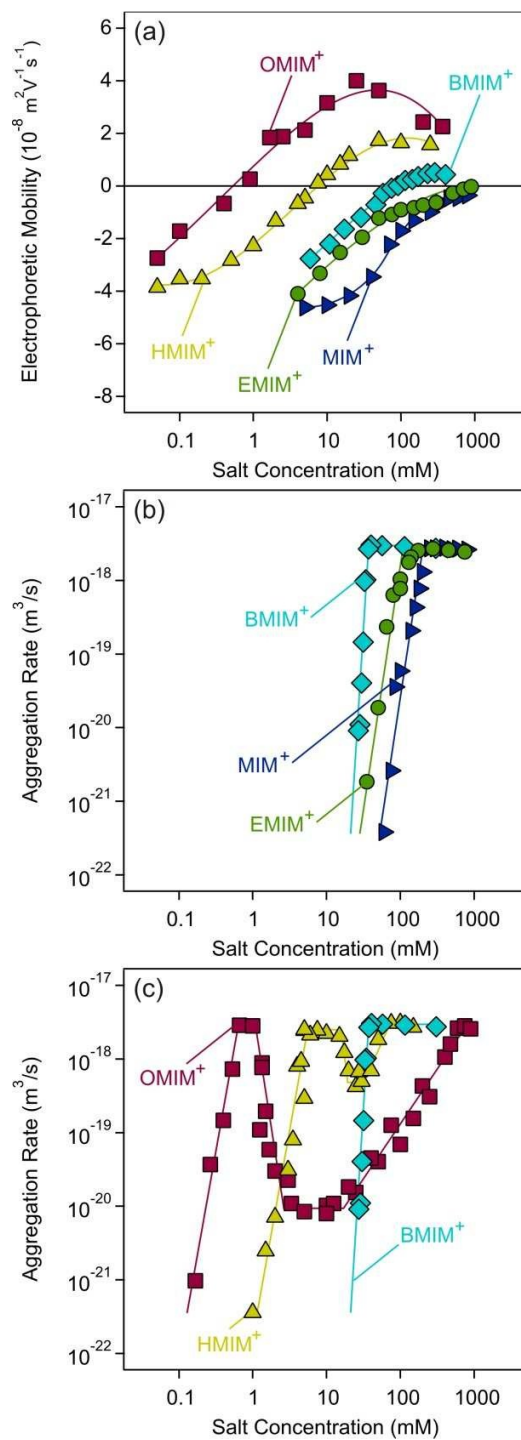 (a)
6
4
2
0
-2
-4
-6
-8
Electrophoretic Mobility (10⁻⁸ m²V⁻¹ s⁻¹)
OMIM⁺
BMIM⁺
HMIM⁺
EMIM⁺
MIM⁺
0.1 1 10 100 1000
Salt Concentration (mM)
(b)
10⁻¹⁷
10⁻¹⁸
10⁻¹⁹
10⁻²⁰
10⁻²¹
10⁻²²
Aggregation Rate (m³/s)
BMIM⁺
MIM⁺
EMIM⁺
0.1 1 10 100 1000
Salt Concentration (mM)
(c)
10⁻¹⁷
10⁻¹⁸
10⁻¹⁹
10⁻²⁰
10⁻²¹
10⁻²²
Aggregation Rate (m³/s)
OMIM⁺
BMIM⁺
HMIM⁺
0.1 1 10 100 1000
Salt Concentration (mM)